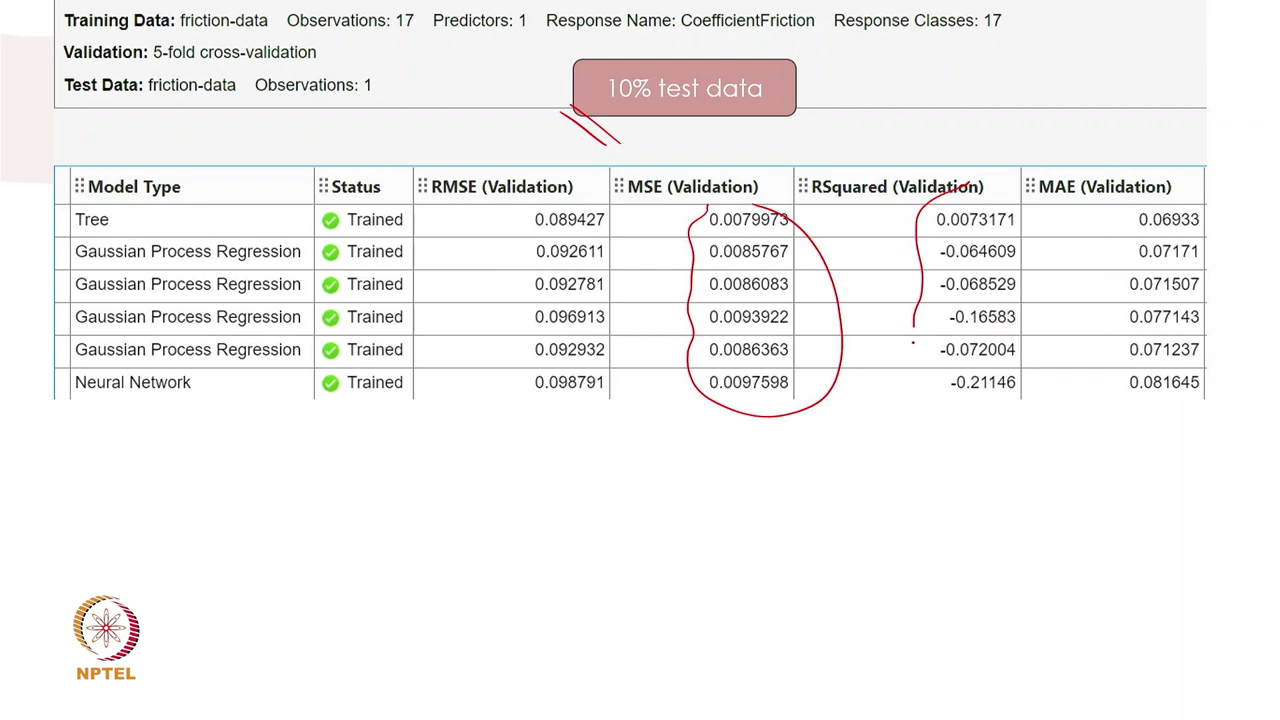 Training Data: friction-data Observations: 17 Predictors: 1 Response Name: CoefficientFriction Response Classes: 17
Validation: 5-fold cross-validation
Test Data: friction-data Observations: 1
10% test data
Model Type Status RMSE (Validation) MSE (Validation) RSquared (Validation) MAE (Validation)
Tree Trained 0.089427 0.0079973 0.0073171 0.06933
Gaussian Process Regression Trained 0.092611 0.0085767 -0.064609 0.07171
Gaussian Process Regression Trained 0.092781 0.0086083 -0.068529 0.071507
Gaussian Process Regression Trained 0.096913 0.0093922 -0.16583 0.077143
Gaussian Process Regression Trained 0.092932 0.0086363 -0.072004 0.071237
Neural Network Trained 0.098791 0.0097598 -0.21146 0.081645
NPTEL